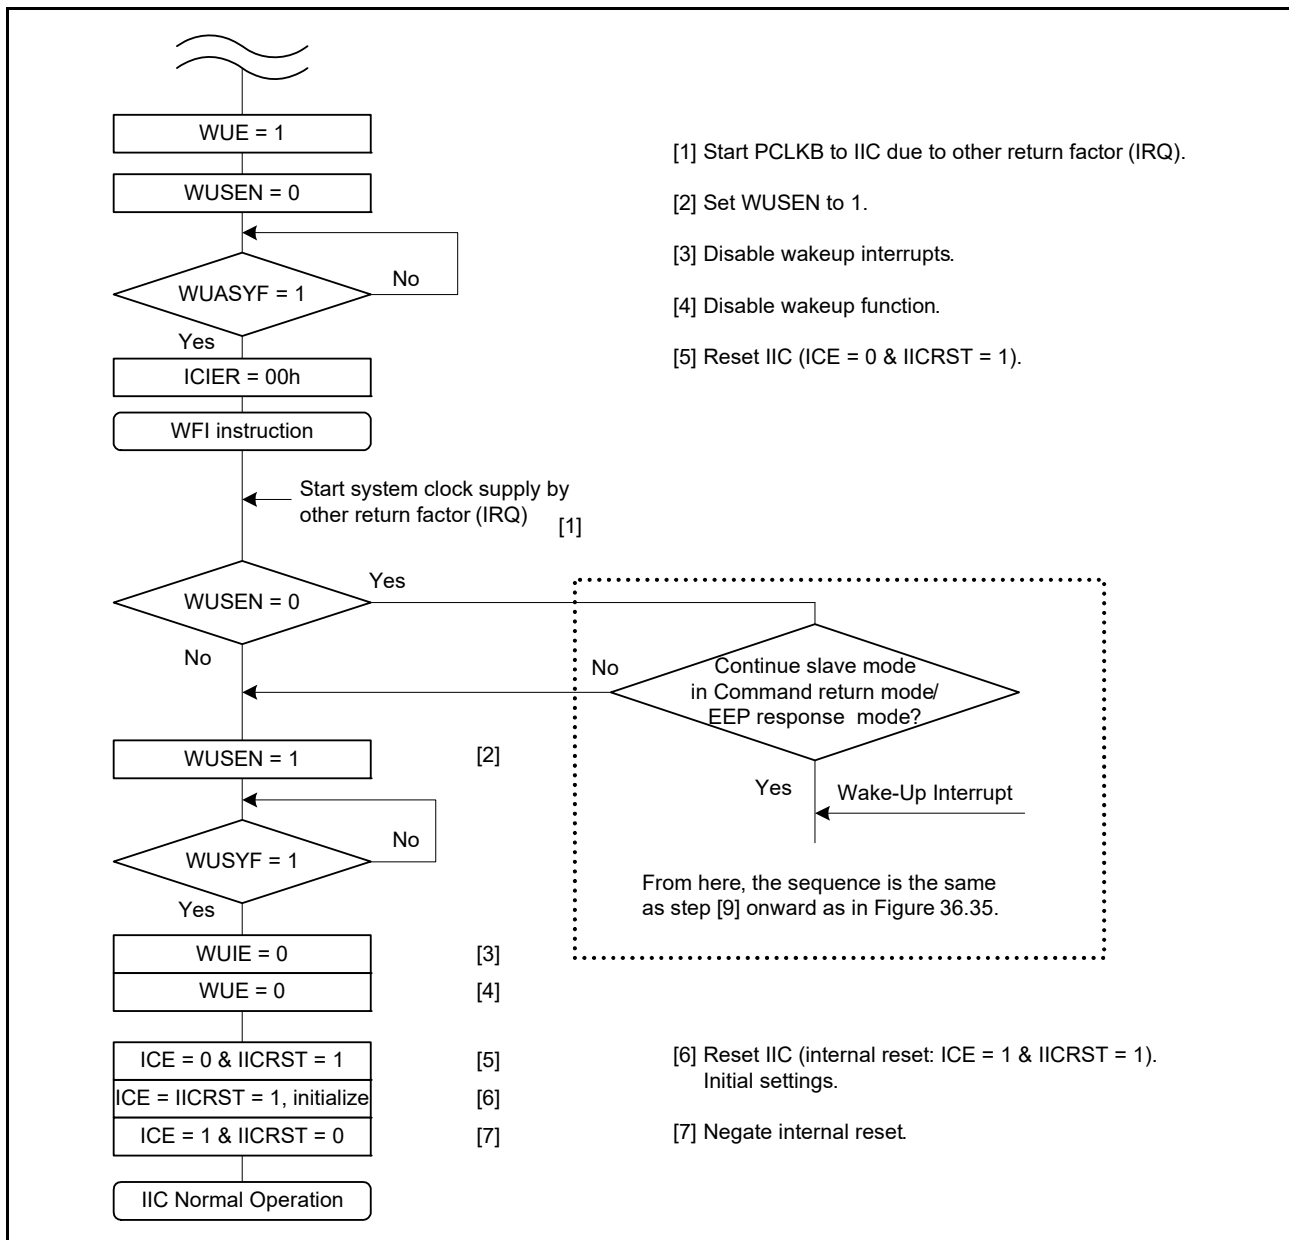 WUE = 1
WUSEN = 0
WUASYF = 1
No
Yes
ICIER = 00h
WFI instruction
Start system clock supply by
other return factor (IRQ)
[1]
WUSEN = 0
Yes
No
Continue slave mode
in Command return mode/
EEP response mode?
No
Yes
Wake-Up Interrupt
From here, the sequence is the same
as step [9] onward as in Figure 36.35.
WUSEN = 1
[2]
WUSYF = 1
No
Yes
WUIE = 0
[3]
WUE = 0
[4]
ICE = 0 & IICRST = 1
[5]
ICE = IICRST = 1, initialize
[6]
ICE = 1 & IICRST = 0
[7]
IIC Normal Operation
[1] Start PCLKB to IIC due to other return factor (IRQ).
[2] Set WUSEN to 1.
[3] Disable wakeup interrupts.
[4] Disable wakeup function.
[5] Reset IIC (ICE = 0 & IICRST = 1).
[6] Reset IIC (internal reset: ICE = 1 & IICRST = 1).
Initial settings.
[7] Negate internal reset.